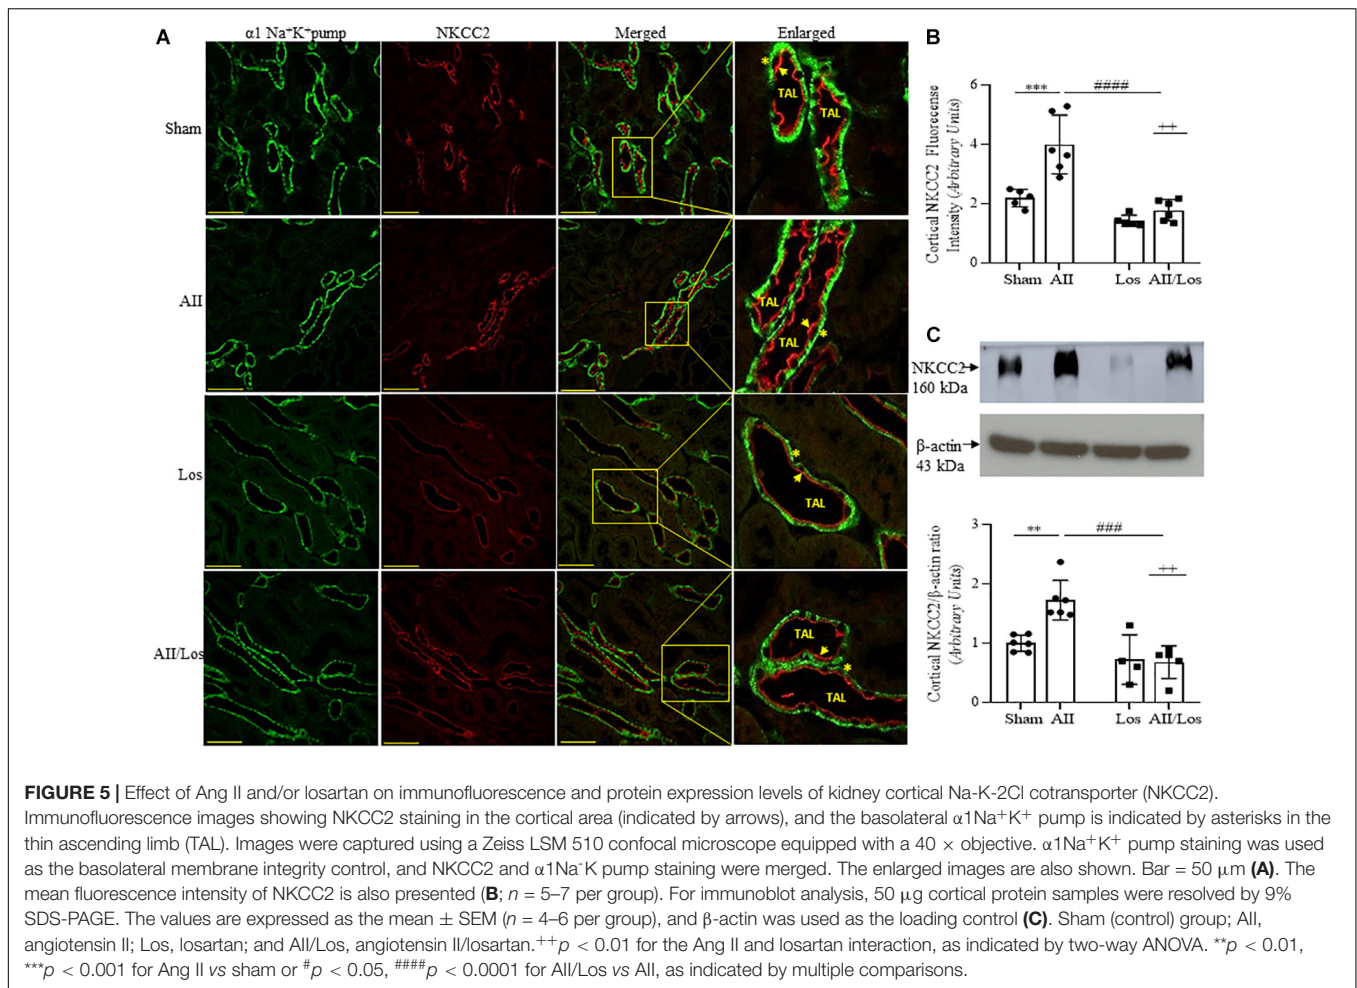 A
α1 Na⁺K⁺pump
NKCC2
Merged
Enlarged
Sham
*
TAL
TAL
AII
TAL
TAL
*
Los
*
TAL
AII/Los
TAL
*
TAL
B
Cortical NKCC2 Fluorecense
Intensity (Arbitrary Units)
6
4
2
0
***
####
++
Sham
AII
Los
AII/Los
C
NKCC2
160 kDa
β-actin
43 kDa
Cortical NKCC2/β-actin ratio
(Arbitrary Units)
3
2
1
0
**
###
++
Sham
AII
Los
AII/Los
FIGURE 5 | Effect of Ang II and/or losartan on immunofluorescence and protein expression levels of kidney cortical Na-K-2Cl cotransporter (NKCC2).
Immunofluorescence images showing NKCC2 staining in the cortical area (indicated by arrows), and the basolateral α1Na⁺K⁺ pump is indicated by asterisks in the
thin ascending limb (TAL). Images were captured using a Zeiss LSM 510 confocal microscope equipped with a 40 × objective. α1Na⁺K⁺ pump staining was used
as the basolateral membrane integrity control, and NKCC2 and α1Na⁻K pump staining were merged. The enlarged images are also shown. Bar = 50 μm (A). The
mean fluorescence intensity of NKCC2 is also presented (B; n = 5–7 per group). For immunoblot analysis, 50 μg cortical protein samples were resolved by 9%
SDS-PAGE. The values are expressed as the mean ± SEM (n = 4–6 per group), and β-actin was used as the loading control (C). Sham (control) group; AII,
angiotensin II; Los, losartan; and AII/Los, angiotensin II/losartan.⁺⁺p < 0.01 for the Ang II and losartan interaction, as indicated by two-way ANOVA. **p < 0.01,
***p < 0.001 for Ang II vs sham or #p < 0.05, ####p < 0.0001 for AII/Los vs AII, as indicated by multiple comparisons.